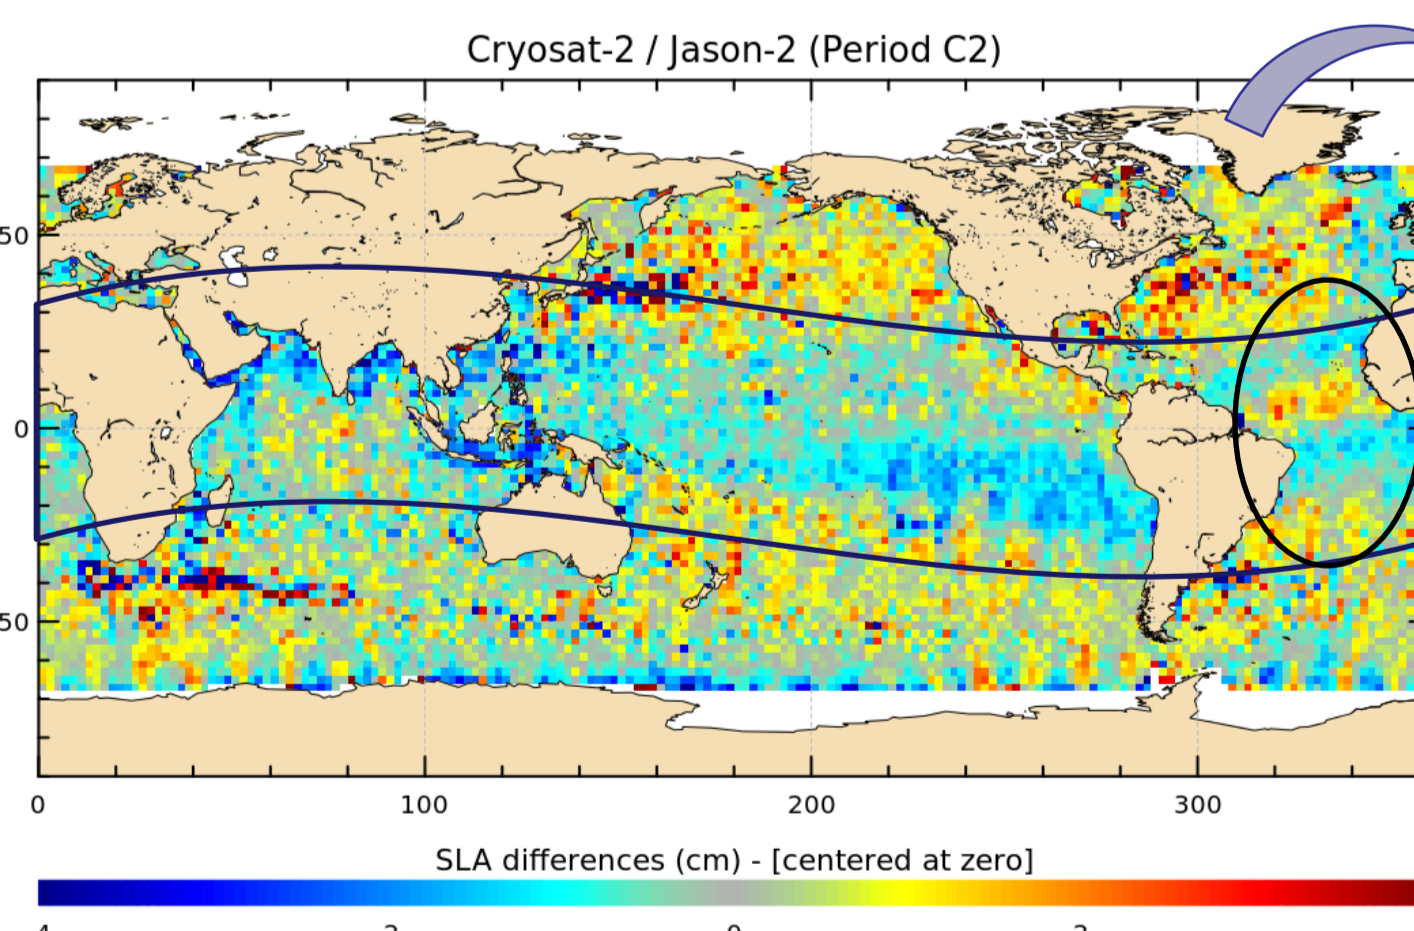 Cryosat-2 / Jason-2 (Period C2)
50
0
50
0 100 200 300
SLA differences (cm) - [centered at zero]